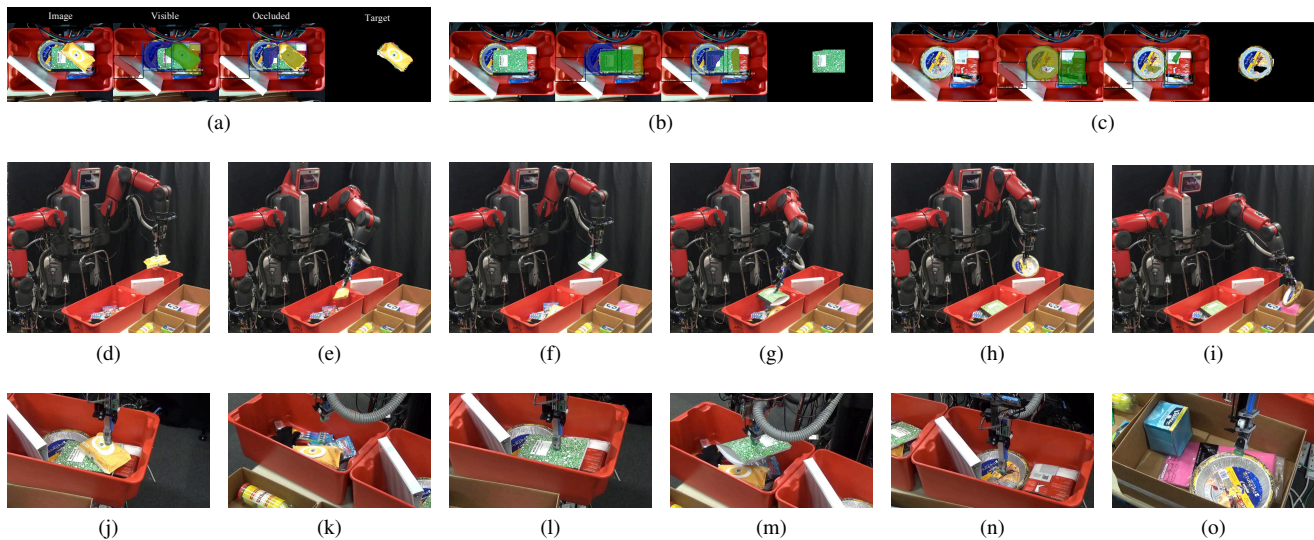 Image Visible Occluded Target
(a) (b) (c)
(d) (e) (f) (g) (h) (i)
(j) (k) (l) (m) (n) (o)